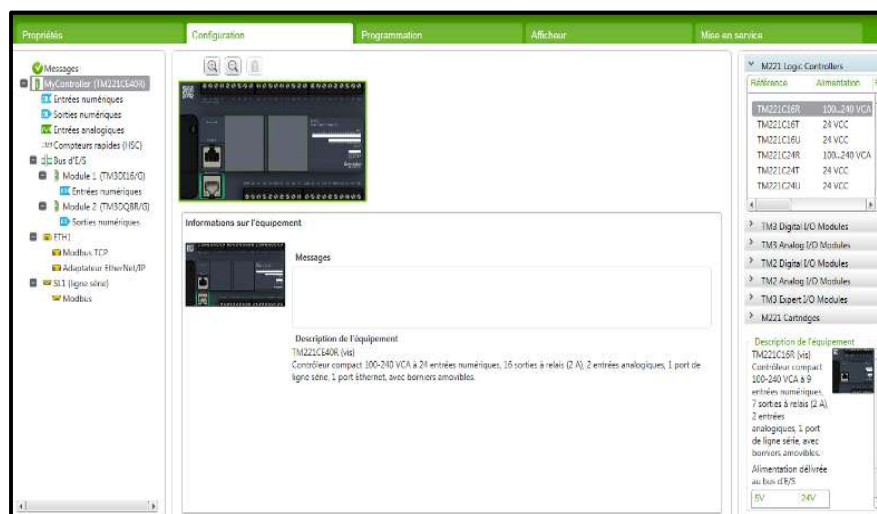 Propriétés
Configuration
Programmation
Afficheur
Mise en service
Messages
MyController (TM221CE40R)
Entrées numériques
Sorties numériques
Entrées analogiques
Compteurs rapides (HSC)
Bus d'E/S
Module 1 (TM3DI16/G)
Entrées numériques
Module 2 (TM3DQ8R/G)
Sorties numériques
ETH1
Modbus TCP
Adaptateur EtherNet/IP
SL1 (ligne série)
Modbus
Informations sur l'équipement
Messages
Description de l'équipement
TM221CE40R (vis)
Contrôleur compact 100-240 VCA à 24 entrées numériques, 16 sorties à relais (2 A), 2 entrées analogiques, 1 port de
ligne série, 1 port Ethernet, avec borniers amovibles.
M221 Logic Controllers
Référence Alimentation
TM221C16R 100...240 VCA
TM221C16T 24 VCC
TM221C16U 24 VCC
TM221C24R 100...240 VCA
TM221C24T 24 VCC
TM221C24U 24 VCC
TM3 Digital I/O Modules
TM3 Analog I/O Modules
TM2 Digital I/O Modules
TM2 Analog I/O Modules
TM3 Expert I/O Modules
M221 Cartridges
Description de l'équipement
TM221C16R (vis)
Contrôleur compact
100-240 VCA à 9
entrées numériques,
7 sorties à relais (2 A),
2 entrées
analogiques, 1 port
de ligne série, avec
borniers amovibles.
Alimentation délivrée
au bus d'E/S
5V 24V